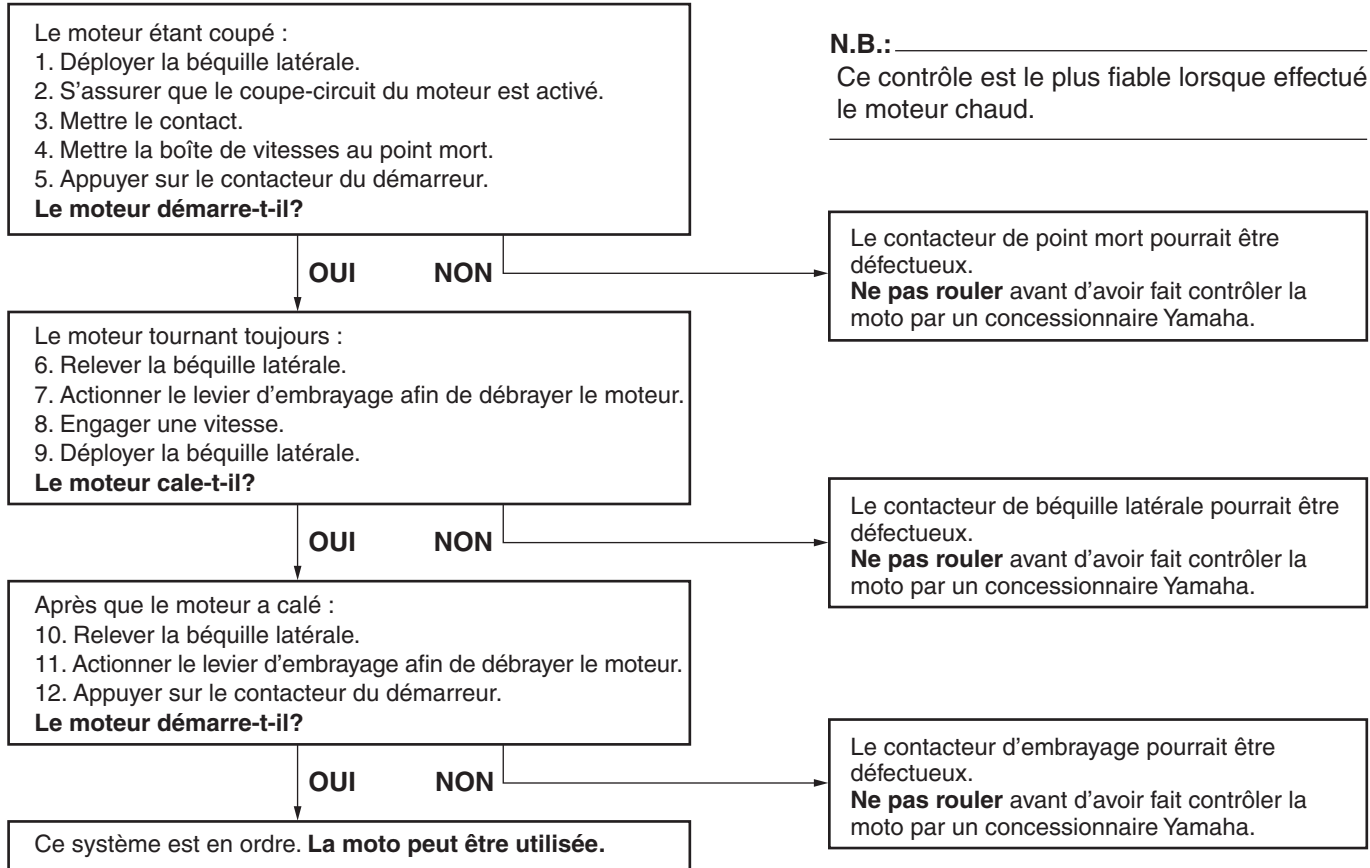 Le moteur étant coupé :
1. Déployer la béquille latérale.
2. S'assurer que le coupe-circuit du moteur est activé.
3. Mettre le contact.
4. Mettre la boîte de vitesses au point mort.
5. Appuyer sur le contacteur du démarreur.
Le moteur démarre-t-il?
N.B.:
Ce contrôle est le plus fiable lorsque effectué
le moteur chaud.
OUI NON
Le contacteur de point mort pourrait être
défectueux.
Ne pas rouler avant d'avoir fait contrôler la
moto par un concessionnaire Yamaha.
Le moteur tournant toujours :
6. Relever la béquille latérale.
7. Actionner le levier d'embrayage afin de débrayer le moteur.
8. Engager une vitesse.
9. Déployer la béquille latérale.
Le moteur cale-t-il?
OUI NON
Le contacteur de béquille latérale pourrait être
défectueux.
Ne pas rouler avant d'avoir fait contrôler la
moto par un concessionnaire Yamaha.
Après que le moteur a calé :
10. Relever la béquille latérale.
11. Actionner le levier d'embrayage afin de débrayer le moteur.
12. Appuyer sur le contacteur du démarreur.
Le moteur démarre-t-il?
OUI NON
Le contacteur d'embrayage pourrait être
défectueux.
Ne pas rouler avant d'avoir fait contrôler la
moto par un concessionnaire Yamaha.
Ce système est en ordre. La moto peut être utilisée.